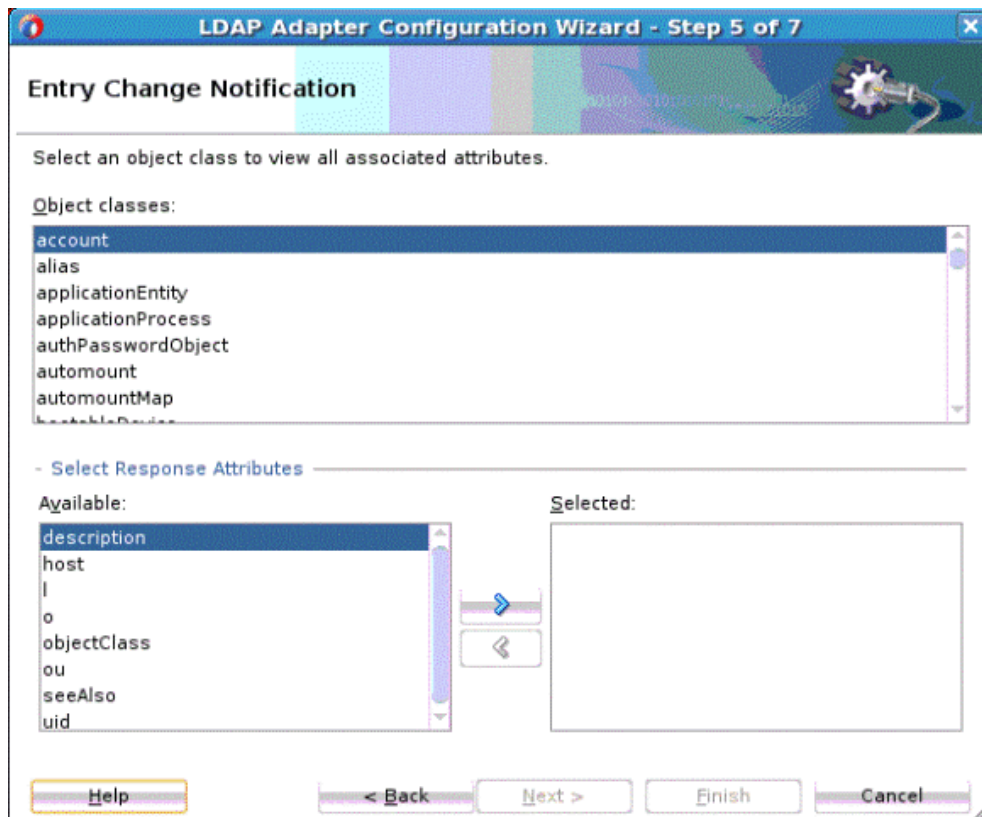 LDAP Adapter Configuration Wizard - Step 5 of 7
Entry Change Notification
Select an object class to view all associated attributes.
Object classes:
account
alias
applicationEntity
applicationProcess
authPasswordObject
automount
automountMap
bootableDevice
Select Response Attributes
Available:
Selected:
description
host
l
o
objectClass
ou
seeAlso
uid
Help
< Back
Next >
Finish
Cancel